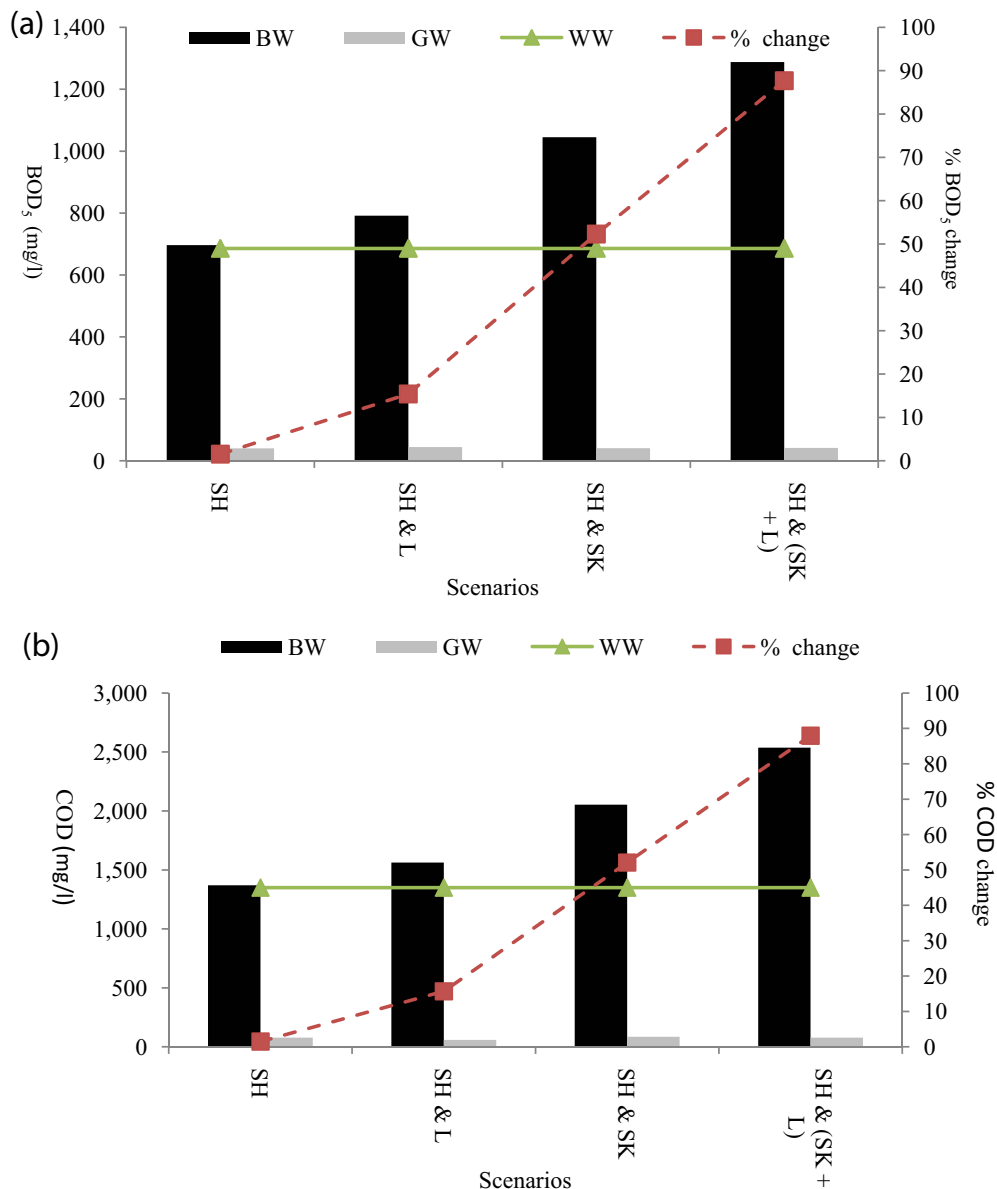 (a)
BW GW WW % change
1,400
1,200
1,000
800
600
400
200
0
BOD5 (mg/l)
100
90
80
70
60
50
40
30
20
10
0
% BOD5 change
SH
SH & L
SH & SK
SH & (SK
+ L)
Scenarios
(b)
BW GW WW % change
3,000
2,500
2,000
1,500
1,000
500
0
COD (mg/l)
100
90
80
70
60
50
40
30
20
10
0
% COD change
SH
SH & L
SH & SK
SH & (SK +
L)
Scenarios